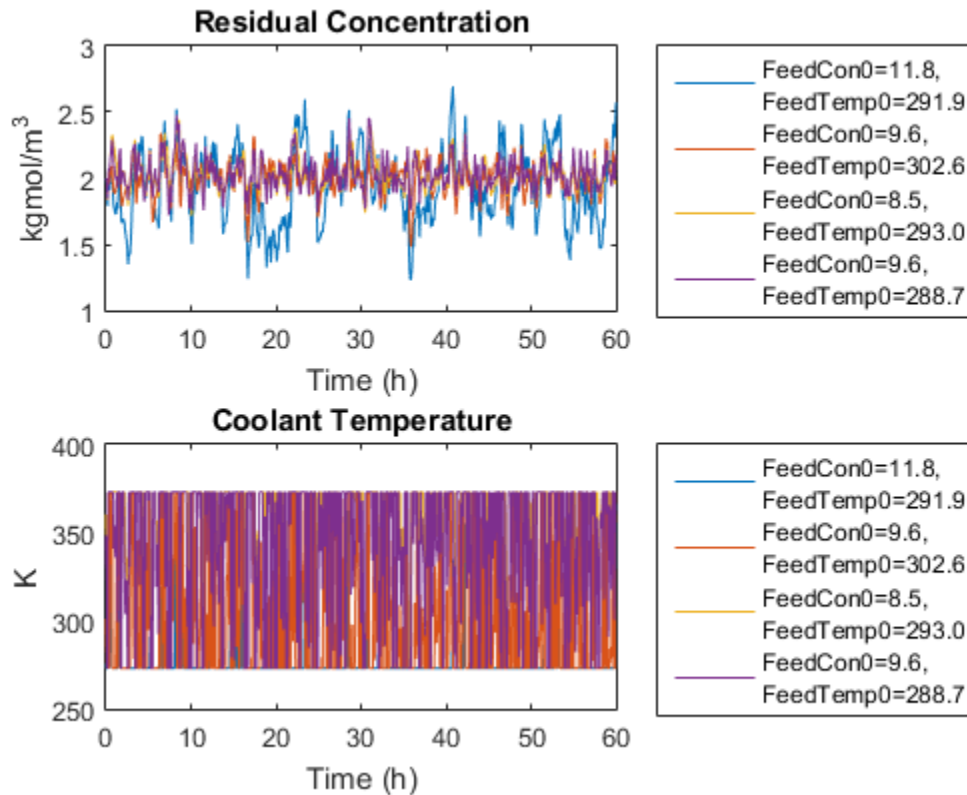 Residual Concentration
3
2.5
2
1.5
1
kgmol/m³
0 10 20 30 40 50 60
Time (h)
FeedCon0=11.8,
FeedTemp0=291.9
FeedCon0=9.6,
FeedTemp0=302.6
FeedCon0=8.5,
FeedTemp0=293.0
FeedCon0=9.6,
FeedTemp0=288.7
Coolant Temperature
400
350
300
250
K
0 10 20 30 40 50 60
Time (h)
FeedCon0=11.8,
FeedTemp0=291.9
FeedCon0=9.6,
FeedTemp0=302.6
FeedCon0=8.5,
FeedTemp0=293.0
FeedCon0=9.6,
FeedTemp0=288.7